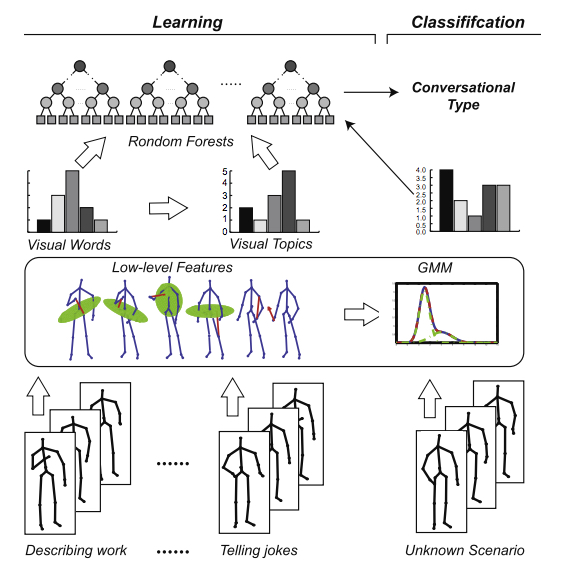 Learning
Classififcation
.....
Conversational
Type
Rondom Forests
5
4
3
2
1
0
4.0
3.5
3.0
2.5
2.0
1.5
1.0
0.5
0.0
Visual Words
Visual Topics
Low-level Features
GMM
......
......
Describing work
Telling jokes
Unknown Scenario